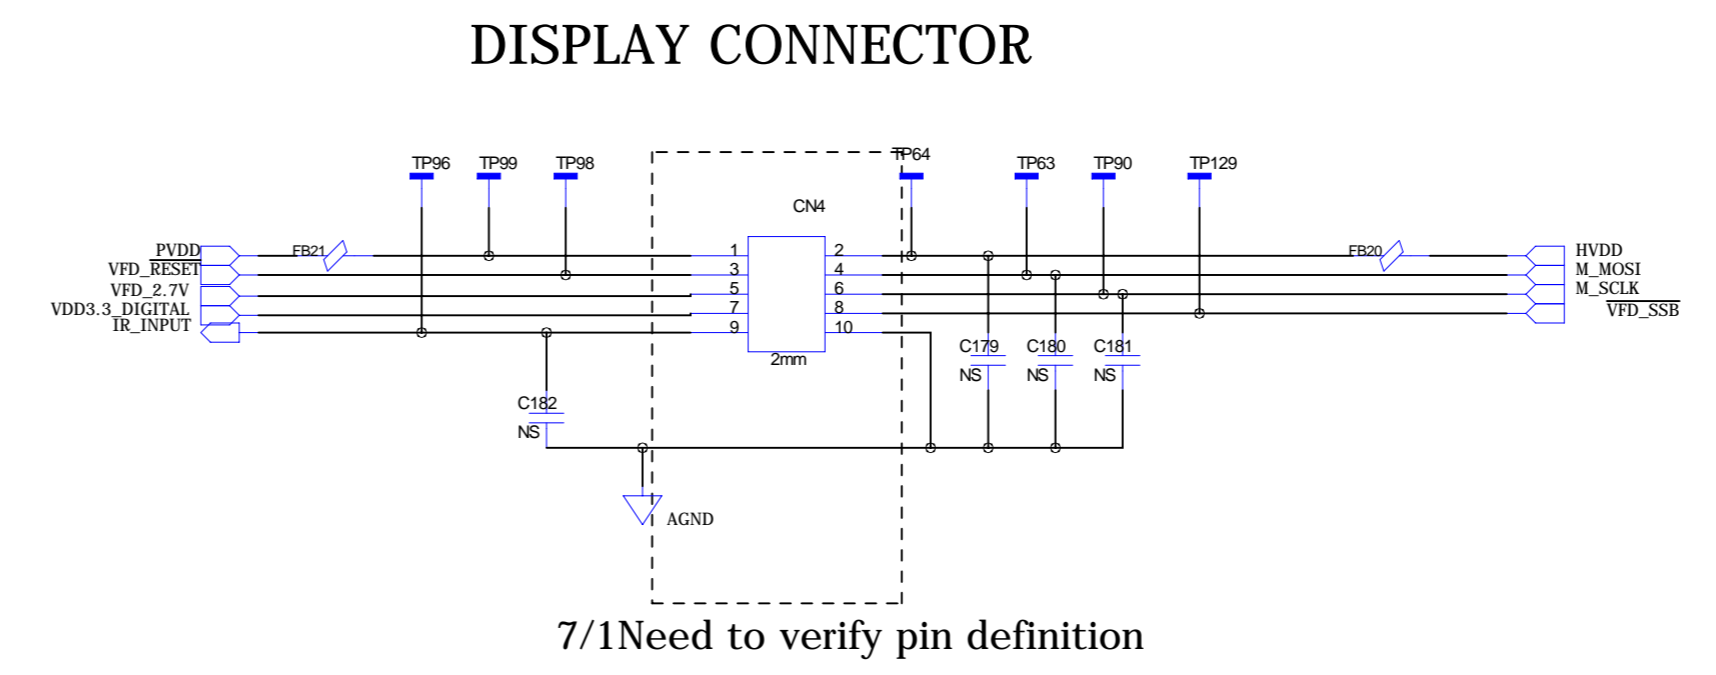 DISPLAY CONNECTOR
TP96 TP99 TP98 TP64 TP63 TP90 TP129
CN4
PVDD FB21 1 2 FB20 HVDD
VFD_RESET 3 4 M_MOSI
VFD_2.7V 5 6 M_SCLK
VDD3.3_DIGITAL 7 8 VFD_SSB
IR_INPUT 9 10
2mm C179 C180 C181
NS NS NS
C182
NS
AGND
7/1Need to verify pin definition